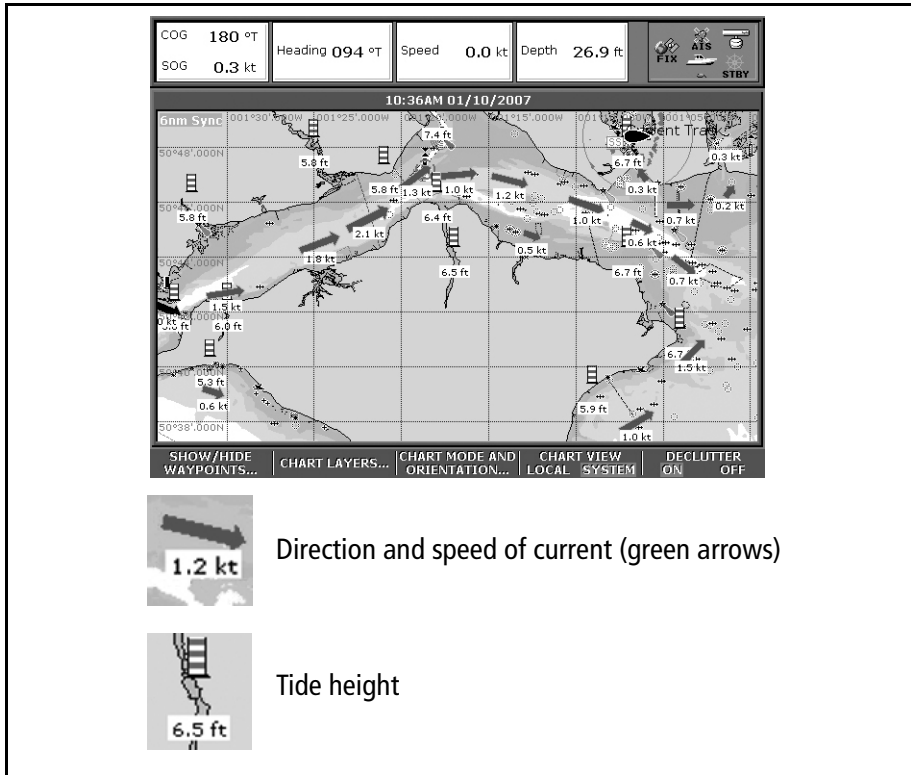 COG 180 °T
SOG 0.3 kt
Heading 094 °T
Speed 0.0 kt
Depth 26.9 ft
FIX AIS
STBY
10:36AM 01/10/2007
6nm Sync 001°30' 001°25'.000W 001°15'.000W
7.4 ft
50°48'.000N
5.8 ft 6.7 ft 0.3 kt
5.8 ft 1.3 kt 1.0 kt 1.2 kt 0.3 kt 0.2 kt
5.8 ft 6.4 ft 1.0 kt 0.7 kt
2.1 kt 0.5 kt 0.6 kt
1.8 kt 6.5 ft 6.7 ft 0.7 kt
1.5 kt
6.0 ft
6.7
1.5 kt
5.3 ft
0.6 kt 5.9 ft
50°38'.000N 1.0 kt
SHOW/HIDE
WAYPOINTS...
CHART LAYERS...
CHART MODE AND
ORIENTATION...
CHART VIEW
LOCAL SYSTEM
DECLUTTER
ON OFF
1.2 kt
Direction and speed of current (green arrows)
6.5 ft
Tide height